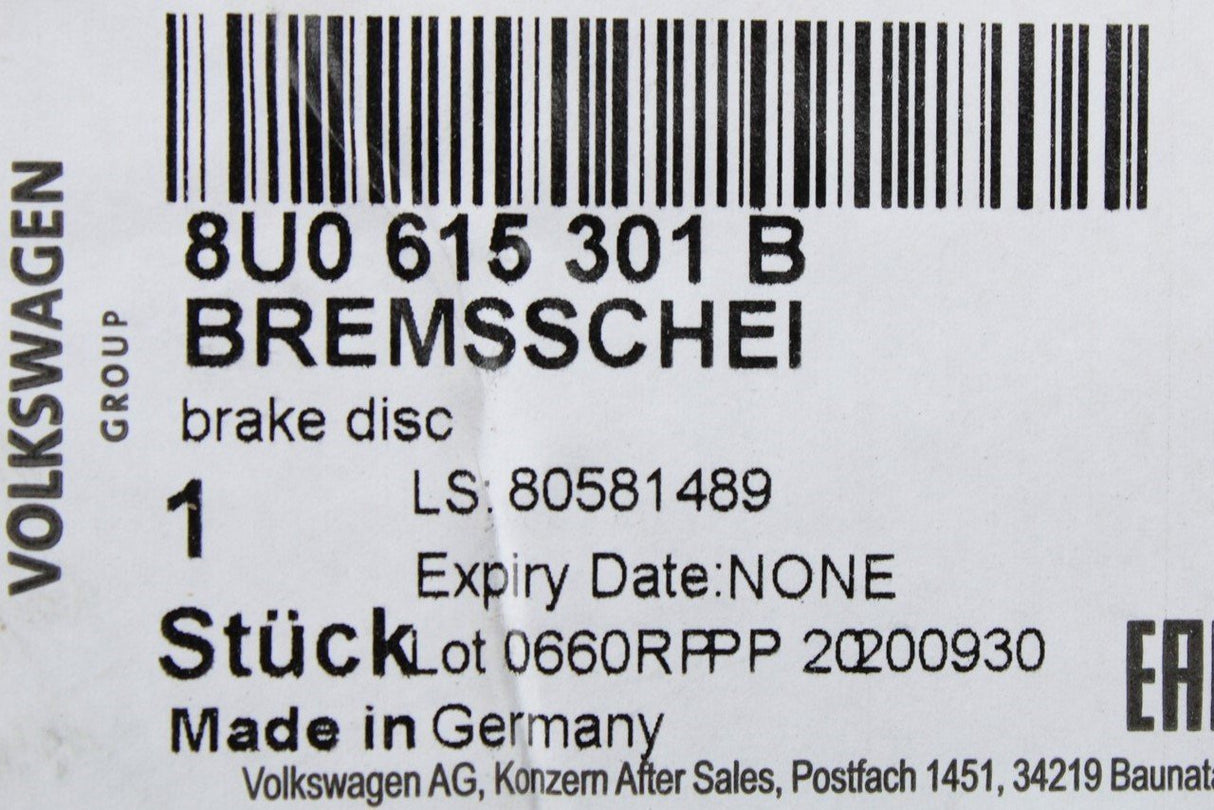 VOLKSWAGEN
GROUP
8U0 615 301 B
BREMSSCHEI
brake disc
1
LS: 80581489
Expiry Date:NONE
Stück Lot 0660RPPP 20200930
Made in Germany
Volkswagen AG, Konzern After Sales, Postfach 1451, 34219